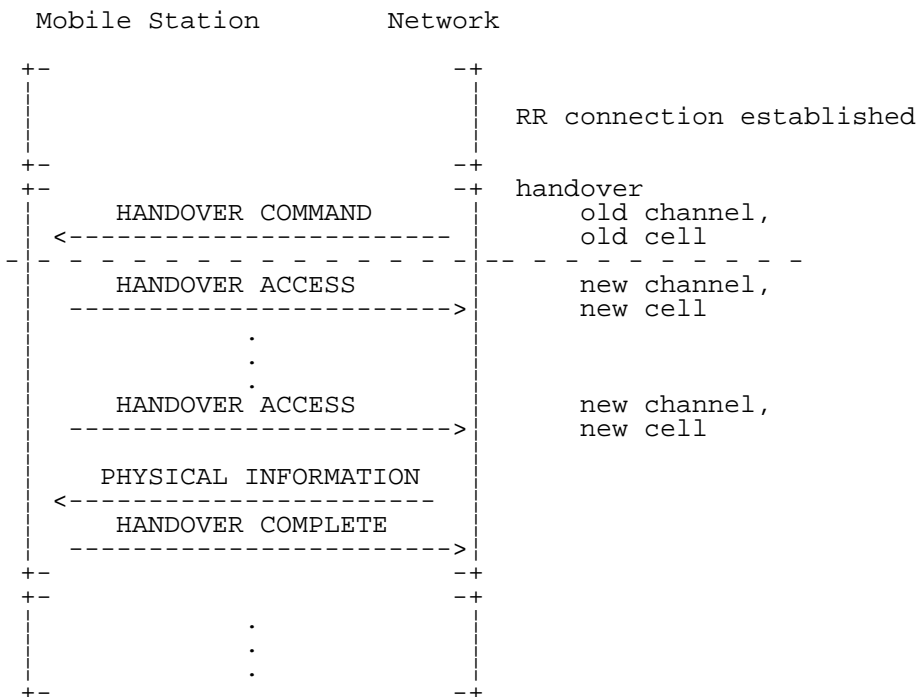 Mobile Station Network
RR connection established
handover
HANDOVER COMMAND old channel,
old cell
HANDOVER ACCESS new channel,
new cell
HANDOVER ACCESS new channel,
new cell
PHYSICAL INFORMATION
HANDOVER COMPLETE